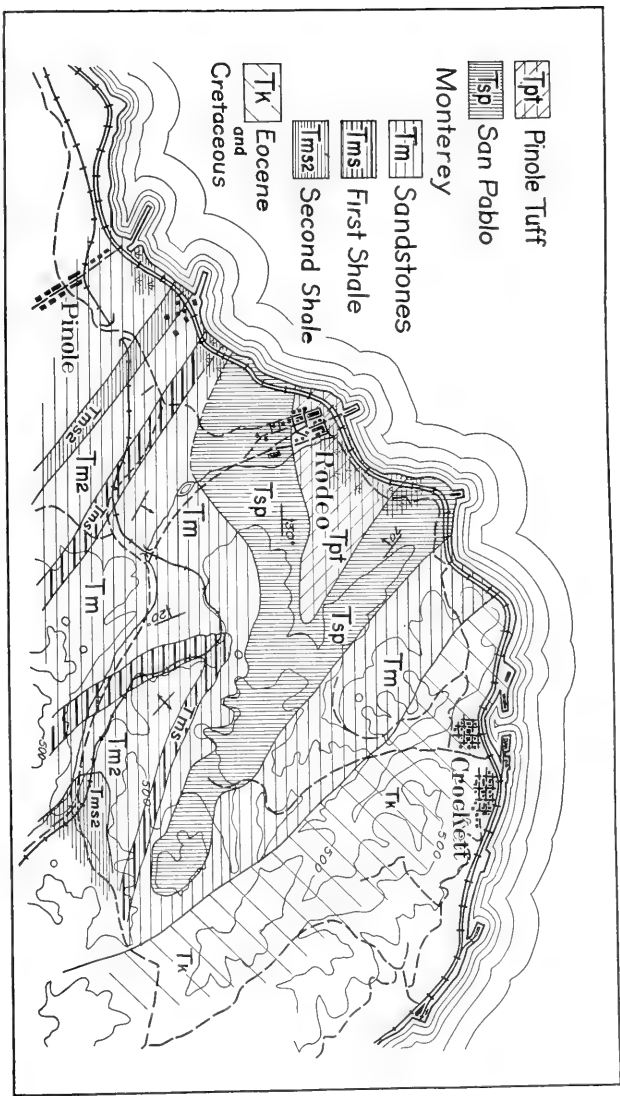 Tpt Pinole Tuff
Tsp San Pablo
Monterey
Tm Sandstones
Tms First Shale
Tms2 Second Shale
Tk Eocene
and
Cretaceous
Crockett
Tk
500
500
Tk
Tm
Rodeo
Tpt
Tsp
Tsp
30°
Tm
Tms
Tm2
Tms2
500
Tm
20
Tms
Tm2
Tms2
500
Pinole